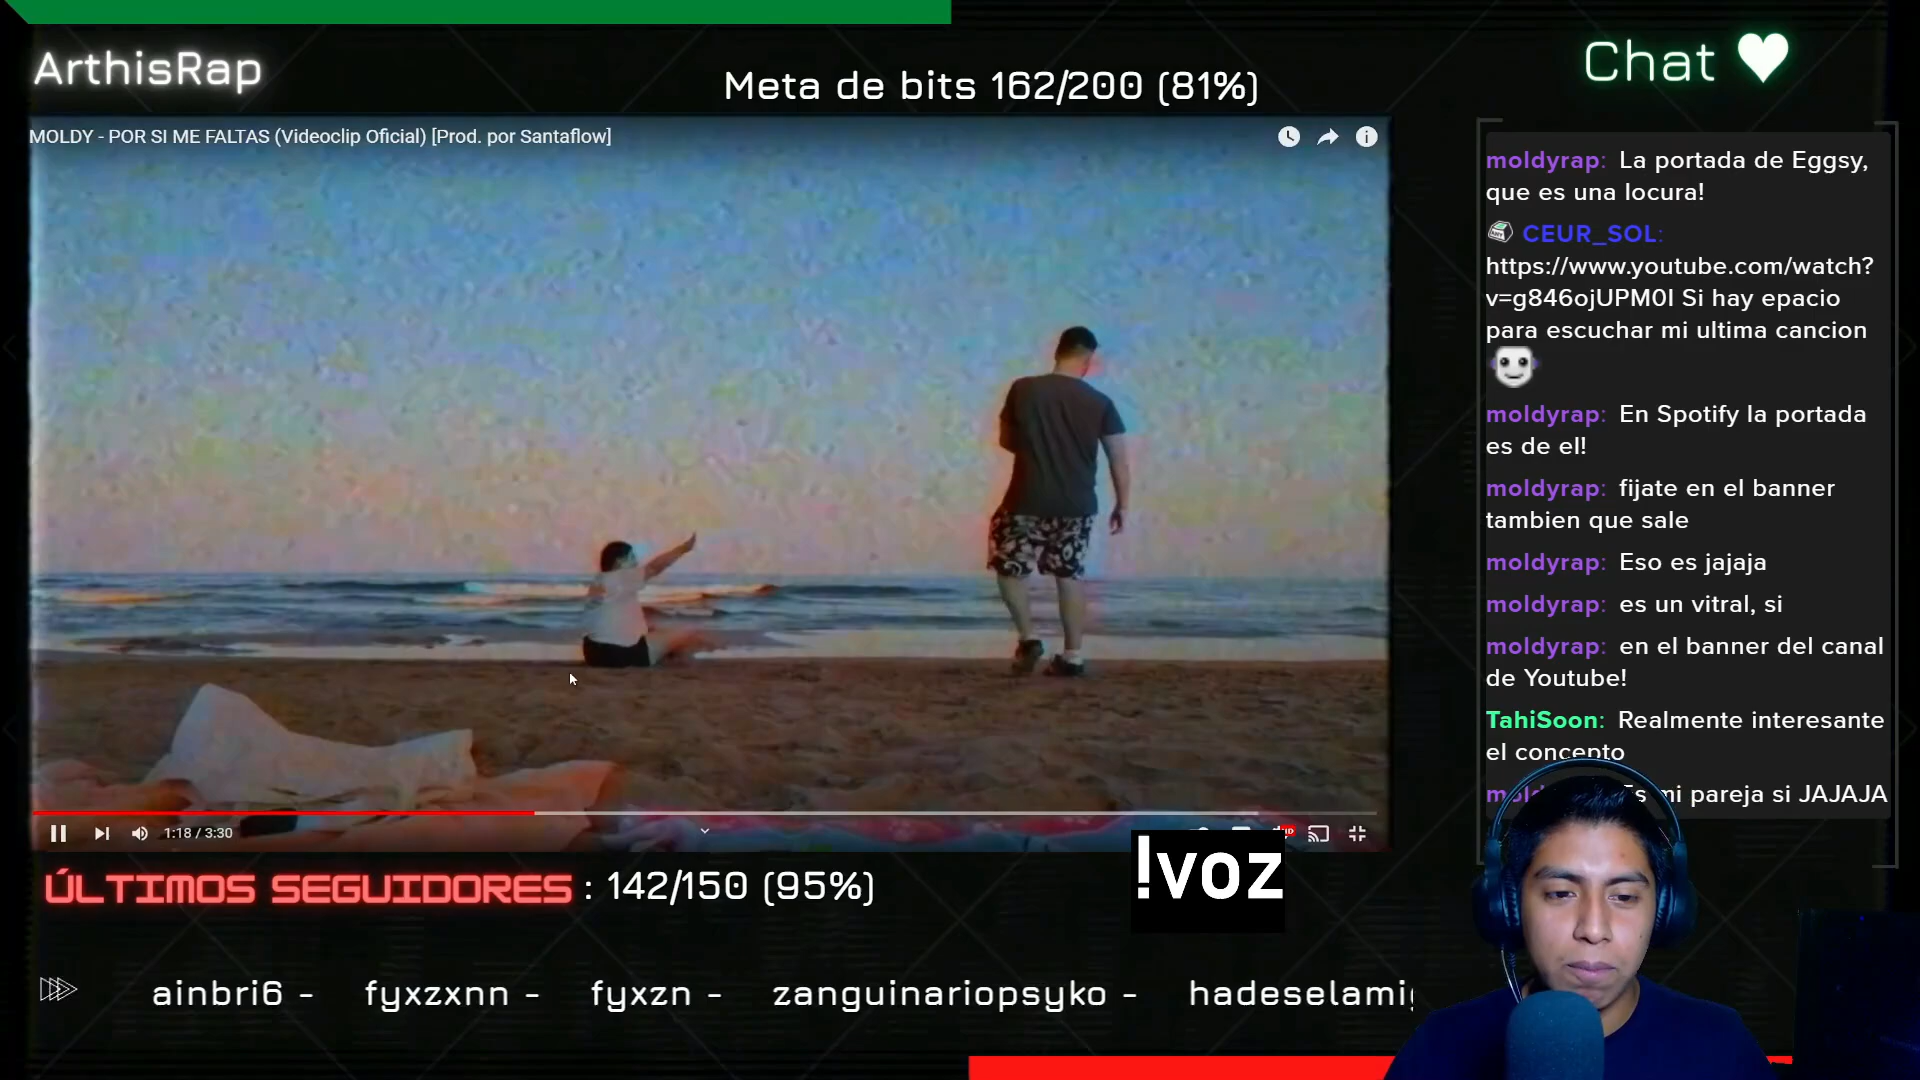 ArthisRap
Meta de bits 162/200 (81%)
Chat
MOLDY - POR SI ME FALTAS (Videoclip Oficial) [Prod. por Santaflow]
moldyrap: La portada de Eggsy,
que es una locura!
CEUR_SOL:
https://www.youtube.com/watch?
v=g846ojUPM0I Si hay epacio
para escuchar mi ultima cancion
moldyrap: En Spotify la portada
es de el!
moldyrap: fijate en el banner
tambien que sale
moldyrap: Eso es jajaja
moldyrap: es un vitral, si
moldyrap: en el banner del canal
de Youtube!
TahiSoon: Realmente interesante
el concepto
mi pareja si JAJAJA
1:18 / 3:30
!voz
ÚLTIMOS SEGUIDORES : 142/150 (95%)
ainbri6 - fyxzxnn - fyxzn - zanguinariopsyko - hadeselamig